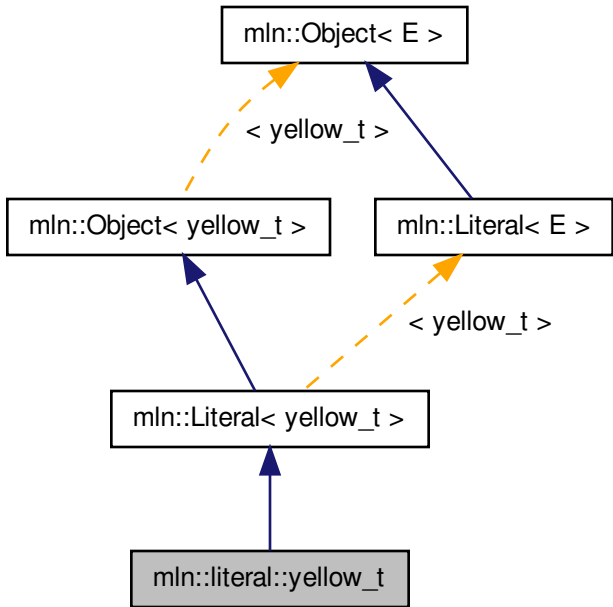 mln::Object< E >
< yellow_t >
mln::Object< yellow_t >
mln::Literal< E >
< yellow_t >
mln::Literal< yellow_t >
mln::literal::yellow_t